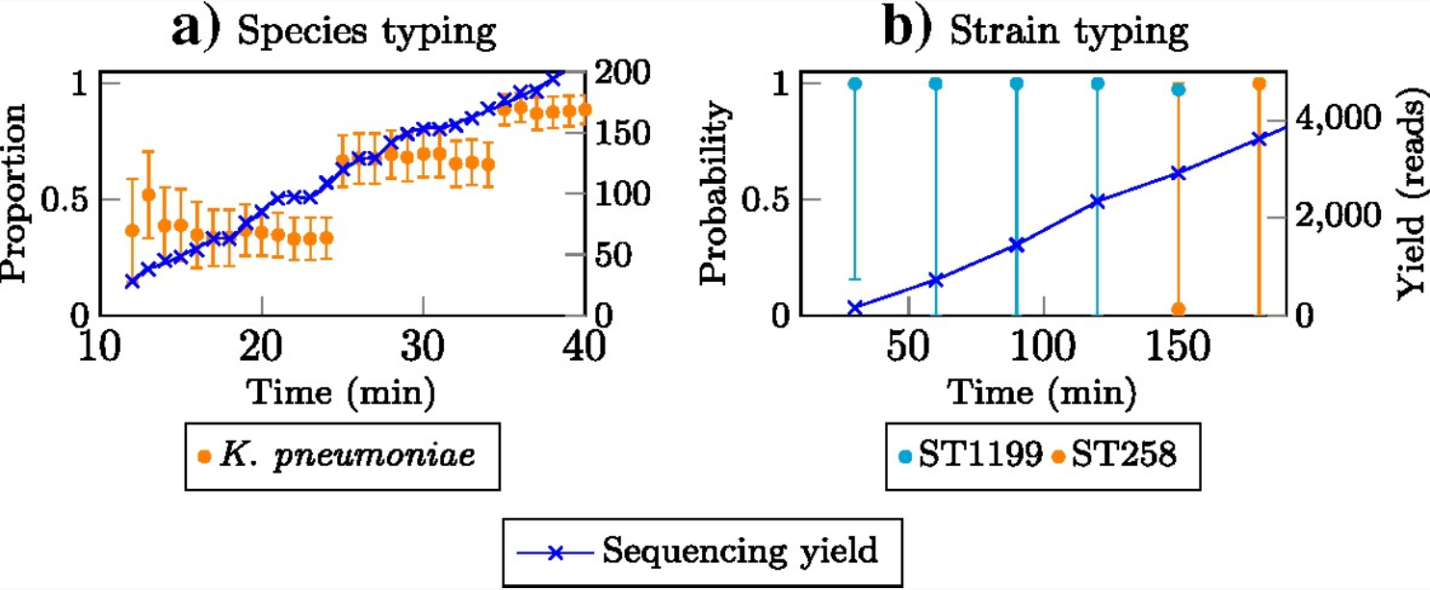 a) Species typing
1
0.5
0
Proportion
200
150
100
50
0
10 20 30 40
Time (min)
K. pneumoniae
b) Strain typing
1
0.5
0
Probability
4,000
2,000
0
Yield (reads)
50 100 150
Time (min)
ST1199 ST258
Sequencing yield